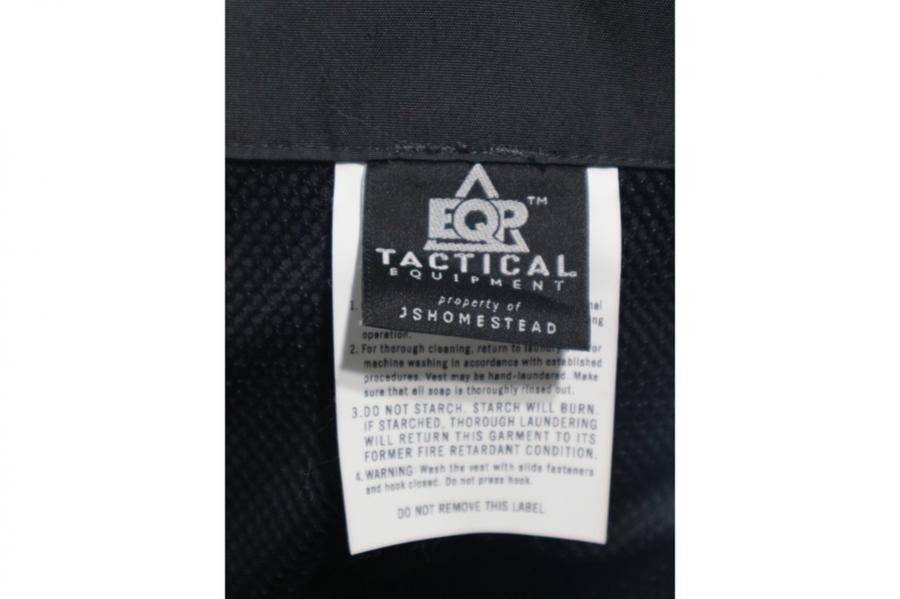 EQP™
TACTICAL
EQUIPMENT
property of
JSHOMESTEAD
1.
operation.
2. For thorough cleaning, return to laundry for
machine washing in accordance with established
procedures. Vest may be hand-laundered. Make
sure that all soap is thoroughly rinsed out.
3.DO NOT STARCH. STARCH WILL BURN.
IF STARCHED, THOROUGH LAUNDERING
WILL RETURN THIS GARMENT TO ITS
FORMER FIRE RETARDANT CONDITION.
4. WARNING: Wash the vest with slide fasteners
and hook closed. Do not press hook.
DO NOT REMOVE THIS LABEL